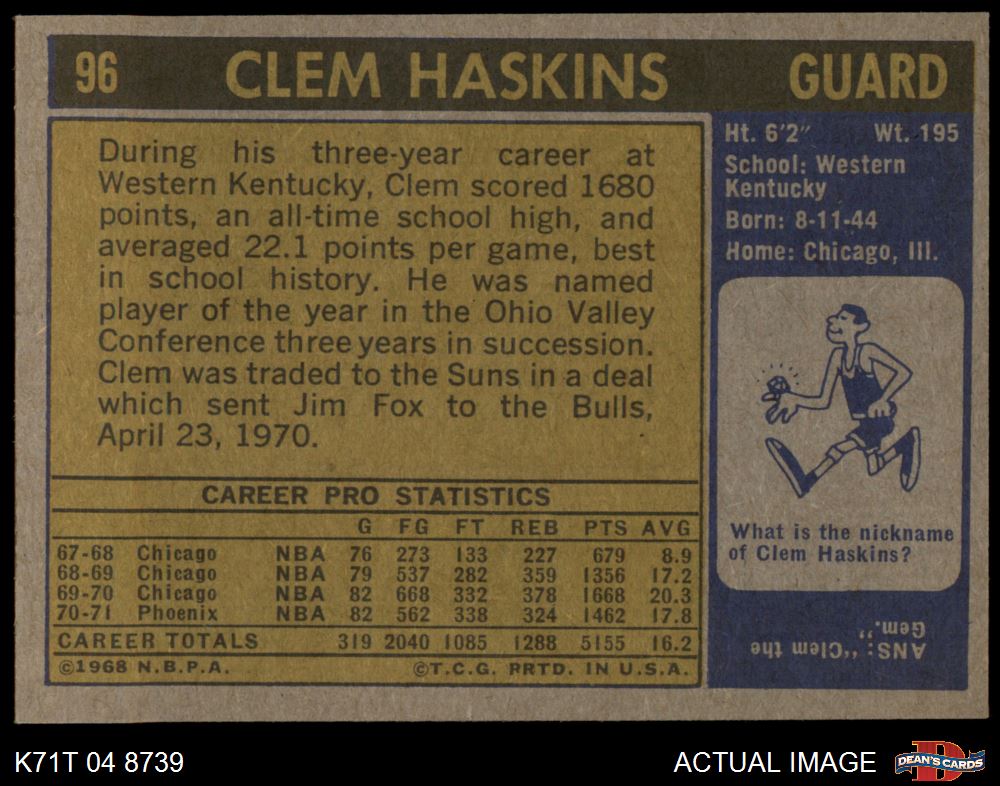 96 CLEM HASKINS GUARD
During his three-year career at
Western Kentucky, Clem scored 1680
points, an all-time school high, and
averaged 22.1 points per game, best
in school history. He was named
player of the year in the Ohio Valley
Conference three years in succession.
Clem was traded to the Suns in a deal
which sent Jim Fox to the Bulls,
April 23, 1970.
CAREER PRO STATISTICS
G FG FT REB PTS AVG
67-68 Chicago NBA 76 273 133 227 679 8.9
68-69 Chicago NBA 79 537 282 359 1356 17.2
69-70 Chicago NBA 82 668 332 378 1668 20.3
70-71 Phoenix NBA 82 562 338 324 1462 17.8
CAREER TOTALS 319 2040 1085 1288 5155 16.2
©1968 N.B.P.A. ©T.C.G. PRTD. IN U.S.A.
Ht. 6'2" Wt. 195
School: Western
Kentucky
Born: 8-11-44
Home: Chicago, Ill.
What is the nickname
of Clem Haskins?
ANS: "Clem the
Gem."
K71T 04 8739 ACTUAL IMAGE
D
DEAN'S CARDS